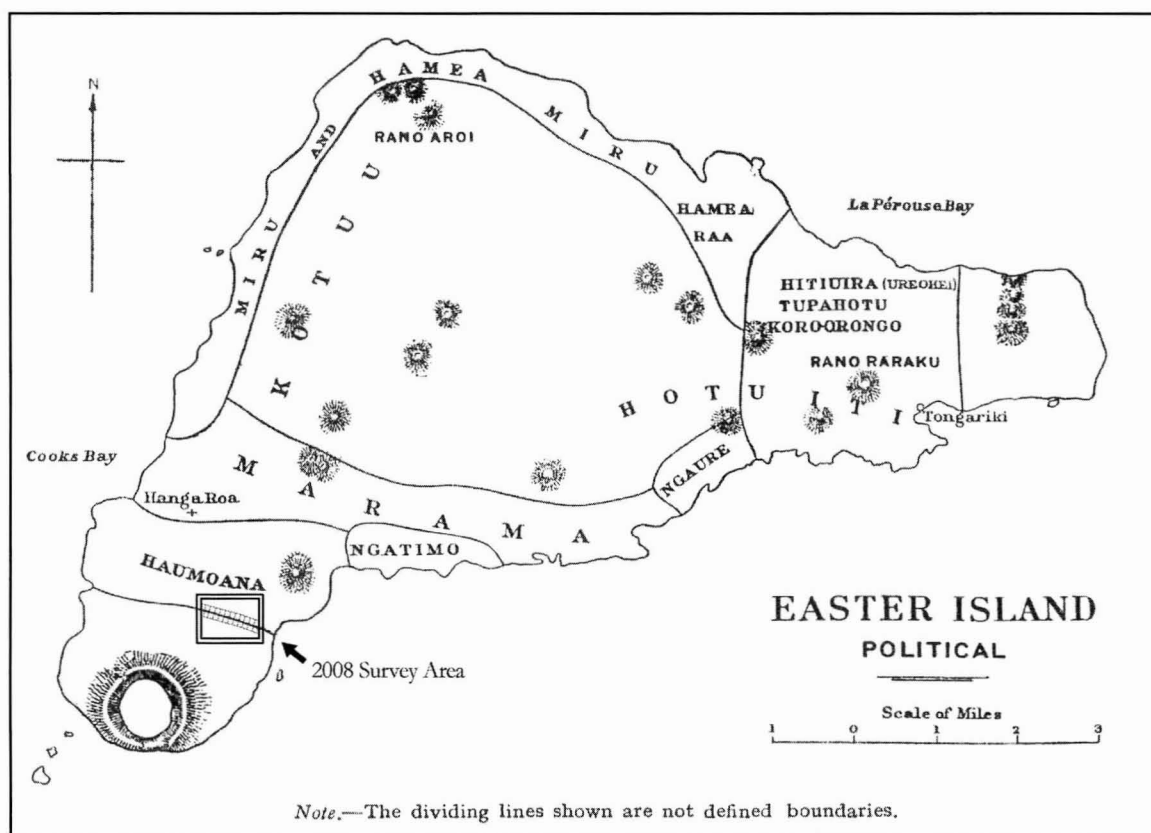 N
HAMEA
MIRU
MIRU AND
RANO AROI
KOTUU
HAMEA
RAA
La Pérouse Bay
HITIUIRA (UREOHEI)
TUPAHOTU
KORO-ORONGO
RANO RARAKU
HOTU ITI
Tongariki
NGAURE
Cooks Bay
MARAMA
Hanga Roa
NGATIMO
HAUMOANA
2008 Survey Area
EASTER ISLAND
POLITICAL
Scale of Miles
1 0 1 2 3
Note.—The dividing lines shown are not defined boundaries.